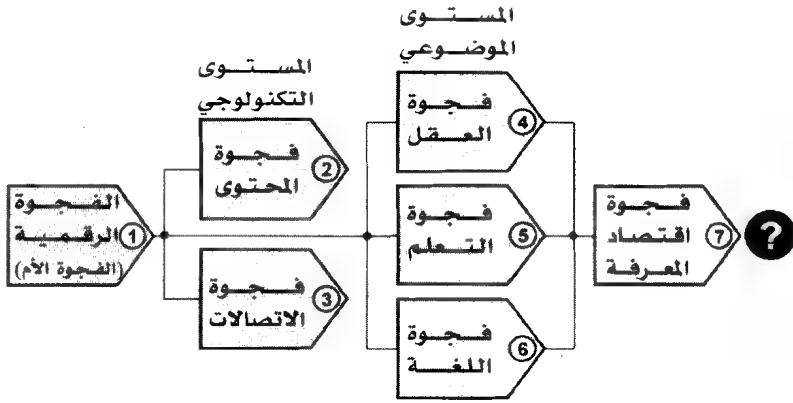 المستوى
الموضوعي
المستوى
التكنولوجي
الفجوة
الرقمية
(الفجوة الأم)
1
فجوة
المحتوى
2
فجوة
الاتصالات
3
فجوة
العقل
4
فجوة
التعلم
5
فجوة
اللغة
6
فجوة
اقتصاد
المعرفة
7
?